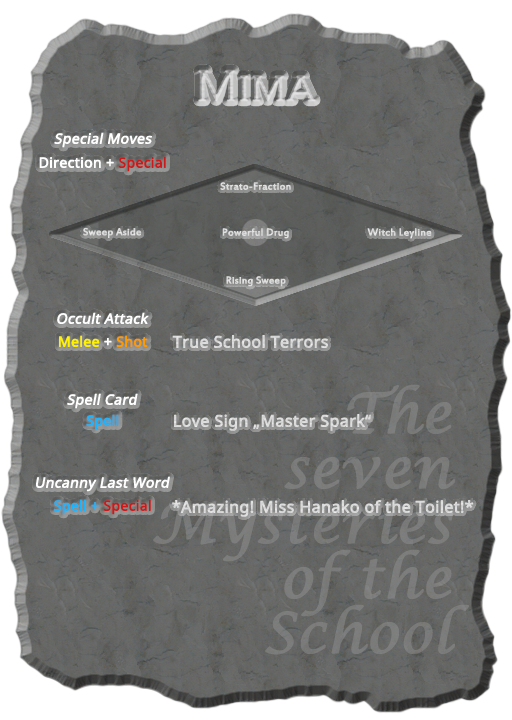 MIMA
Special Moves
Direction + Special
Strato-Fraction
Sweep Aside Powerful Drug Witch Leyline
Rising Sweep
Occult Attack
Melee + Shot True School Terrors
Spell Card
Spell Love Sign „Master Spark“
Uncanny Last Word
Spell + Special *Amazing! Miss Hanako of the Toilet!*
The
seven
Mysteries
of the
School